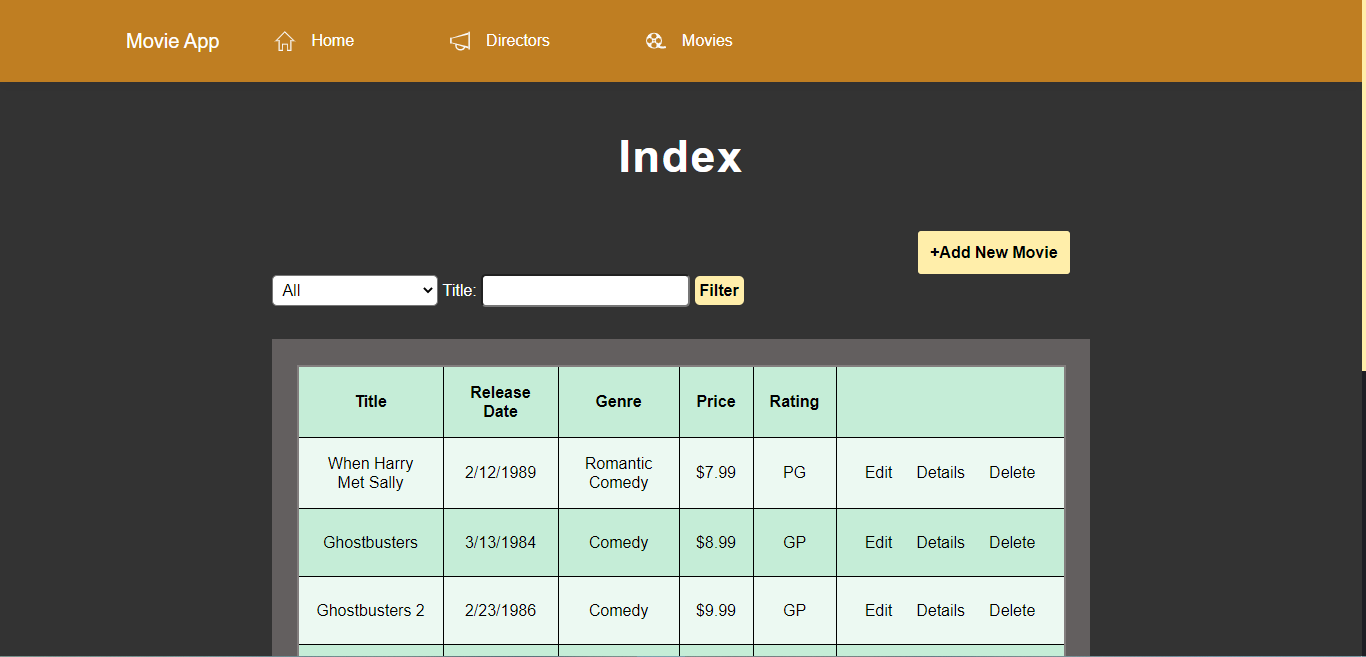 Movie App Home Directors Movies
Index
+Add New Movie
All Title: Filter
Title Release Date Genre Price Rating
When Harry Met Sally 2/12/1989 Romantic Comedy $7.99 PG Edit Details Delete
Ghostbusters 3/13/1984 Comedy $8.99 GP Edit Details Delete
Ghostbusters 2 2/23/1986 Comedy $9.99 GP Edit Details Delete